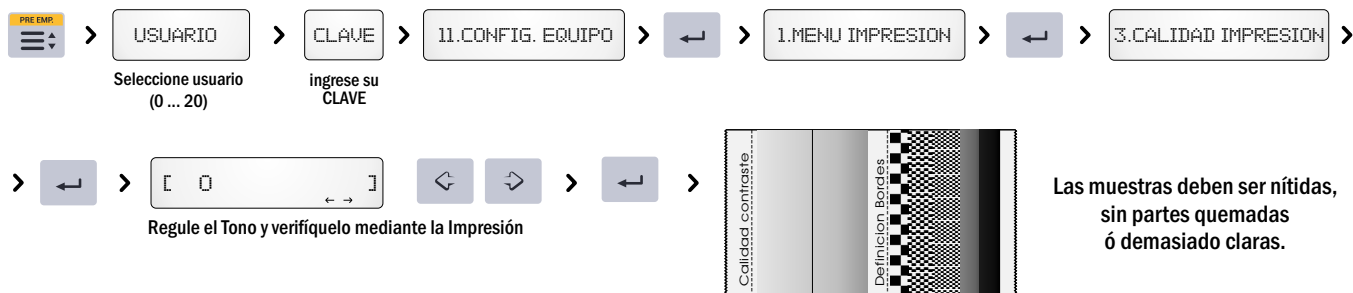 PRE EMP.
USUARIO
CLAVE
11.CONFIG. EQUIPO
1.MENU IMPRESION
3.CALIDAD IMPRESION
Seleccione usuario
(0 ... 20)
ingrese su
CLAVE
[ 0 ]
← →
Regule el Tono y verifíquelo mediante la Impresión
Calidad contraste
Definicion Bordes
Las muestras deben ser nítidas,
sin partes quemadas
ó demasiado claras.